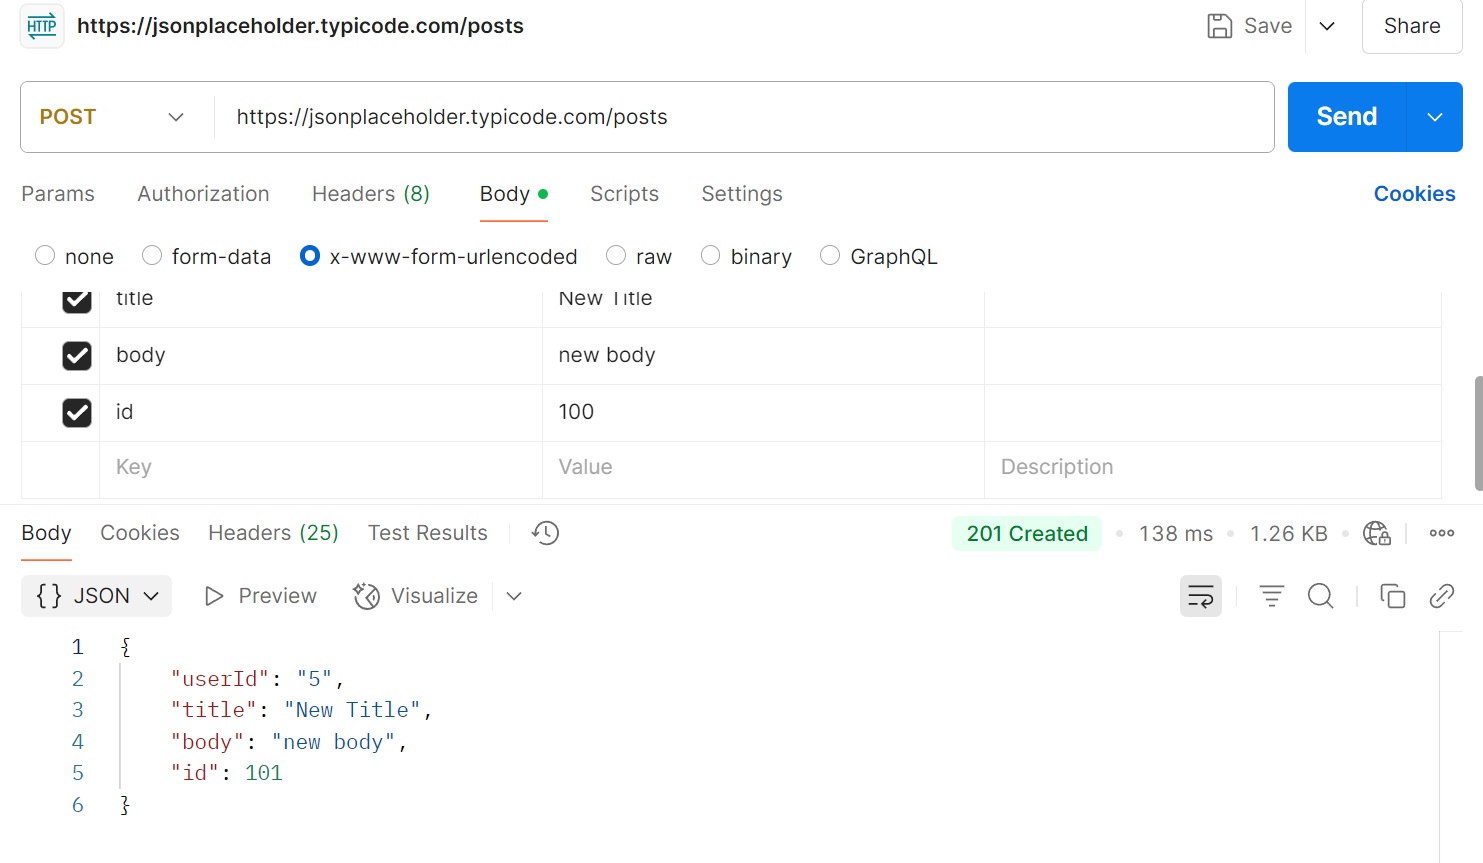 HTTP https://jsonplaceholder.typicode.com/posts Save Share
POST https://jsonplaceholder.typicode.com/posts Send
Params Authorization Headers (8) Body Scripts Settings Cookies
none form-data x-www-form-urlencoded raw binary GraphQL
title New Title
body new body
id 100
Key Value Description
Body Cookies Headers (25) Test Results 201 Created 138 ms 1.26 KB
{} JSON Preview Visualize
1 {
2 "userId": "5",
3 "title": "New Title",
4 "body": "new body",
5 "id": 101
6 }